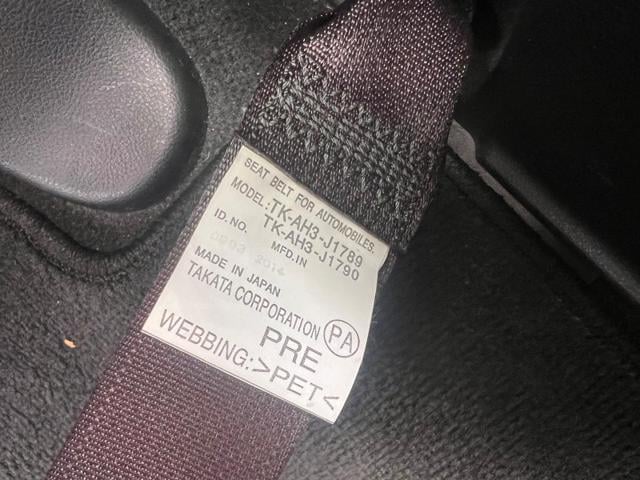 SEAT BELT FOR AUTOMOBILES.
MODEL:TK-AH3-J1789
TK-AH3-J1790
ID. NO. MFD.IN
2014
MADE IN JAPAN
TAKATA CORPORATION PA
PRE
WEBBING:>PET<